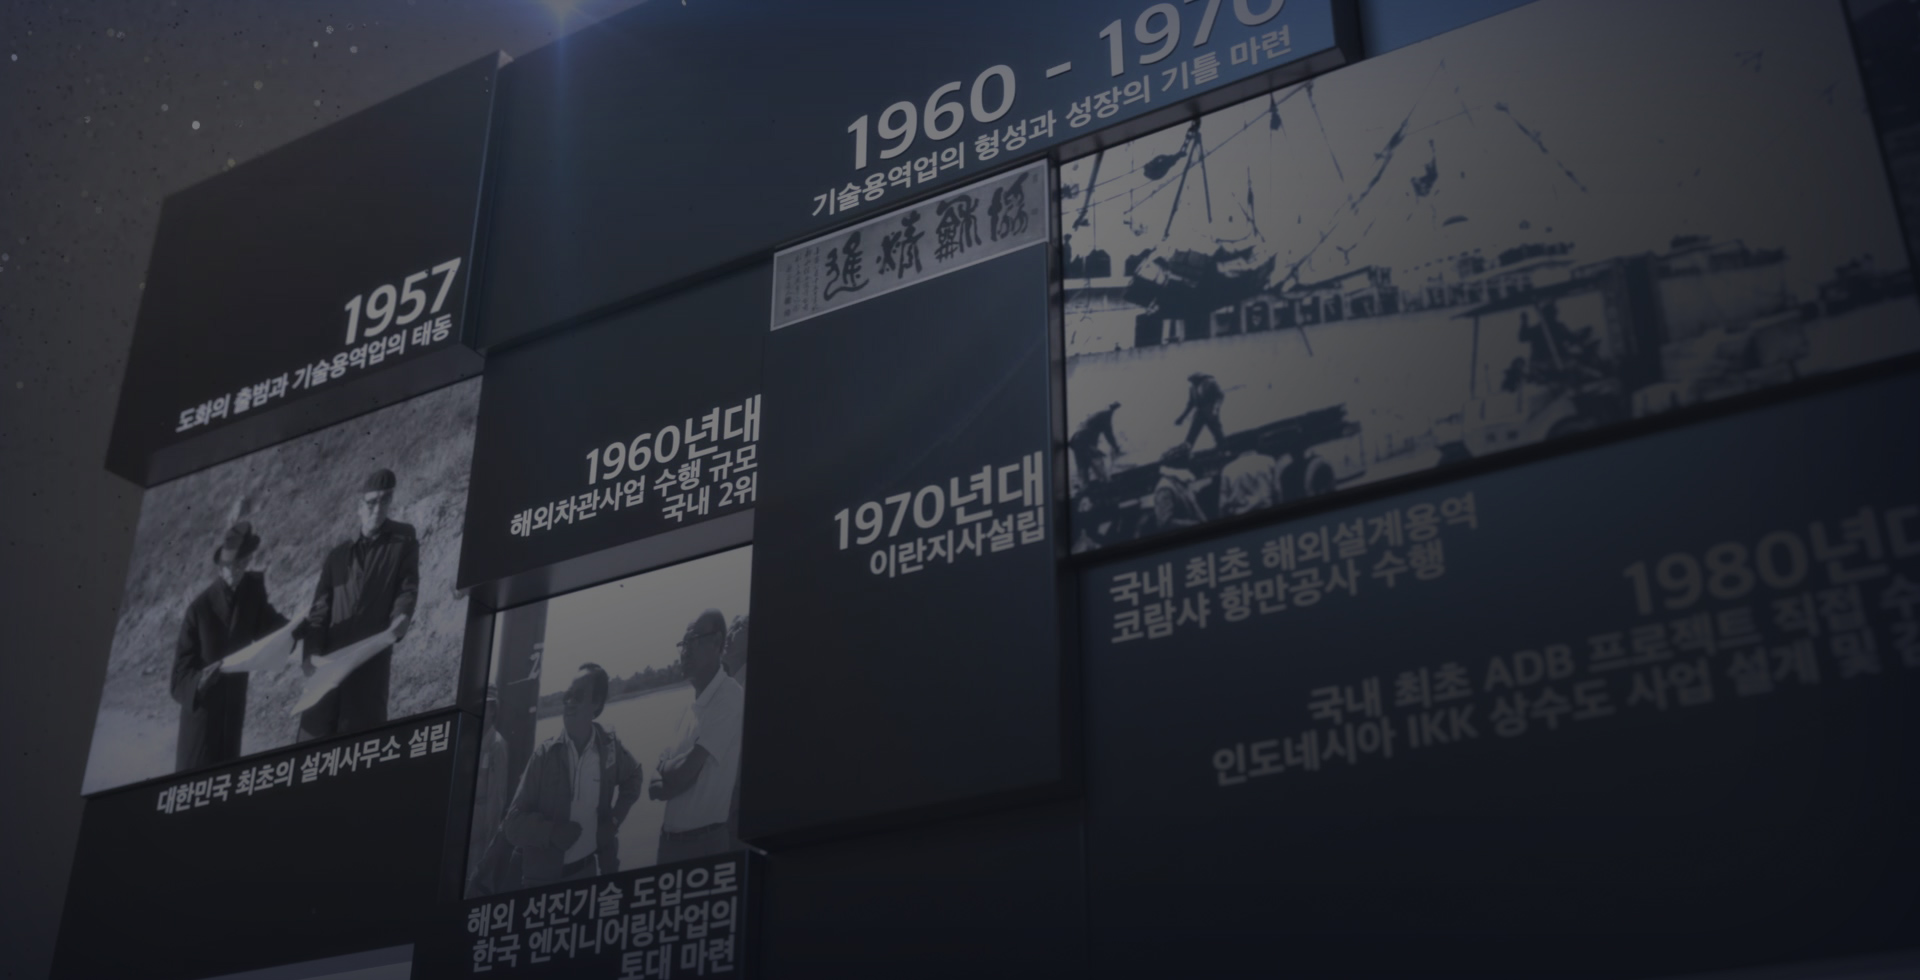 1957
도화의 출범과 기술용역업의 태동
대한민국 최초의 설계사무소 설립
1960 - 1970
기술용역업의 형성과 성장의 기틀 마련
1960년대
해외차관사업 수행 규모
국내 2위
해외 선진기술 도입으로
한국 엔지니어링산업의
토대 마련
1970년대
이란지사설립
국내 최초 해외설계용역
코람샤 항만공사 수행
1980년대
국내 최초 ADB 프로젝트 직접
인도네시아 IKK 상수도 사업 설계 및